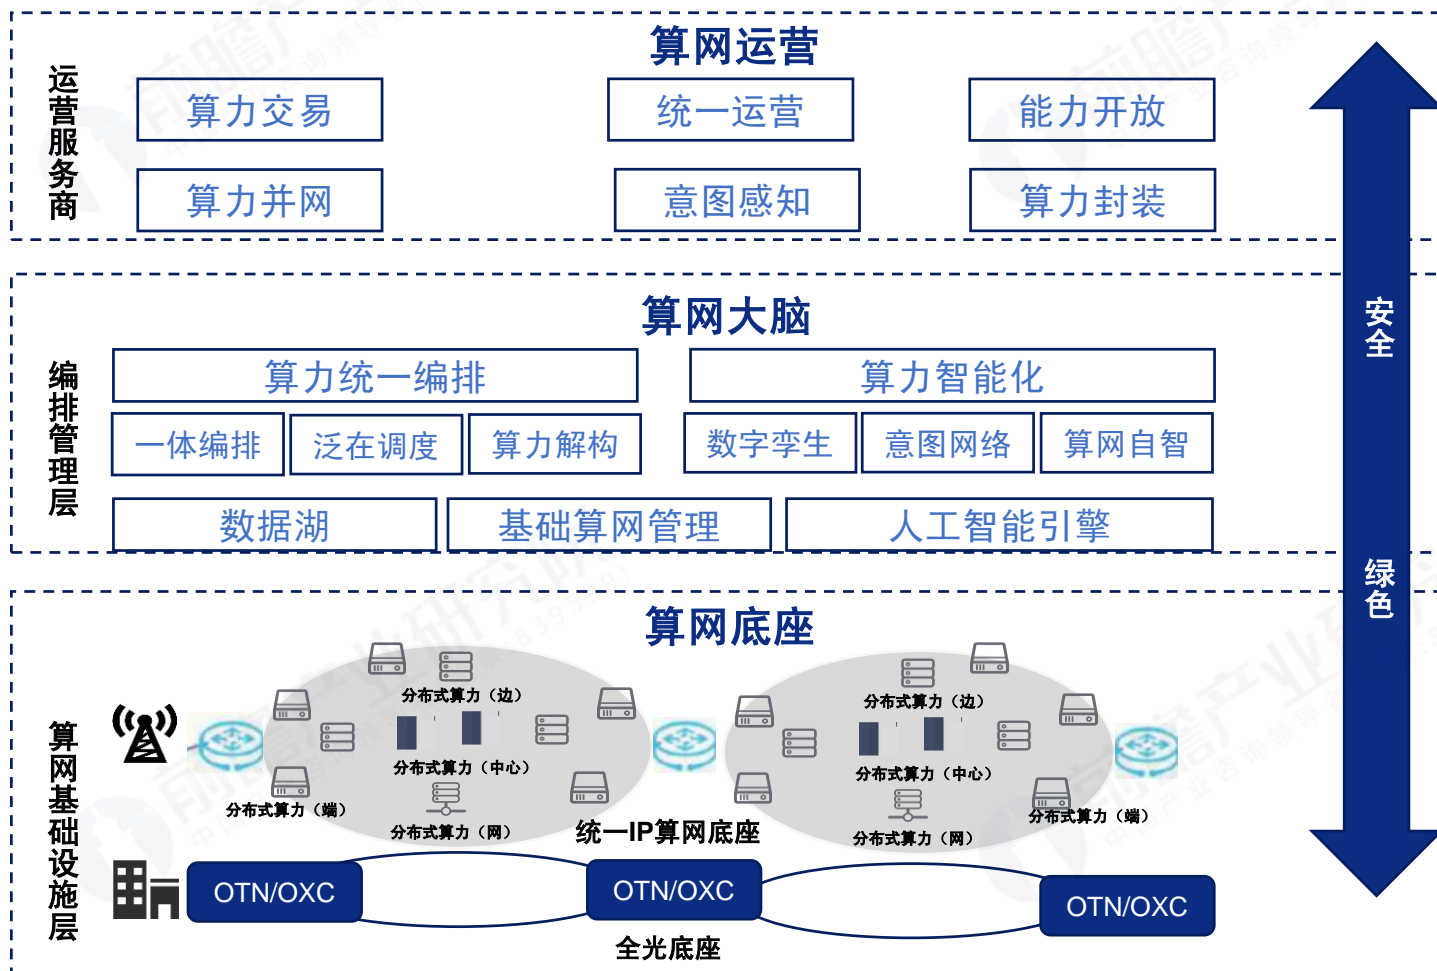 算网运营
运营服务商
算力交易
统一运营
能力开放
算力并网
意图感知
算力封装
算网大脑
编排管理层
算力统一编排
算力智能化
一体编排
泛在调度
算力解构
数字孪生
意图网络
算网自智
数据湖
基础算网管理
人工智能引擎
安全
绿色
算网底座
算网基础设施层
分布式算力（边）
分布式算力（中心）
分布式算力（端）
分布式算力（网）
分布式算力（边）
分布式算力（中心）
分布式算力（端）
分布式算力（网）
统一IP算网底座
OTN/OXC
OTN/OXC
OTN/OXC
全光底座
前瞻产业研究院